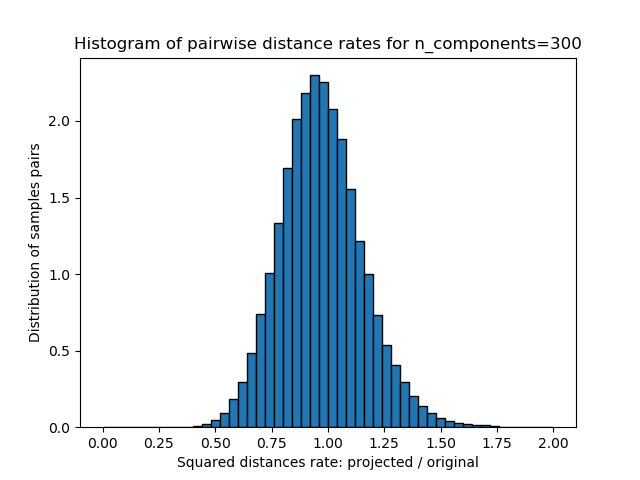 Histogram of pairwise distance rates for n_components=300
Distribution of samples pairs
2.0
1.5
1.0
0.5
0.0
0.00 0.25 0.50 0.75 1.00 1.25 1.50 1.75 2.00
Squared distances rate: projected / original